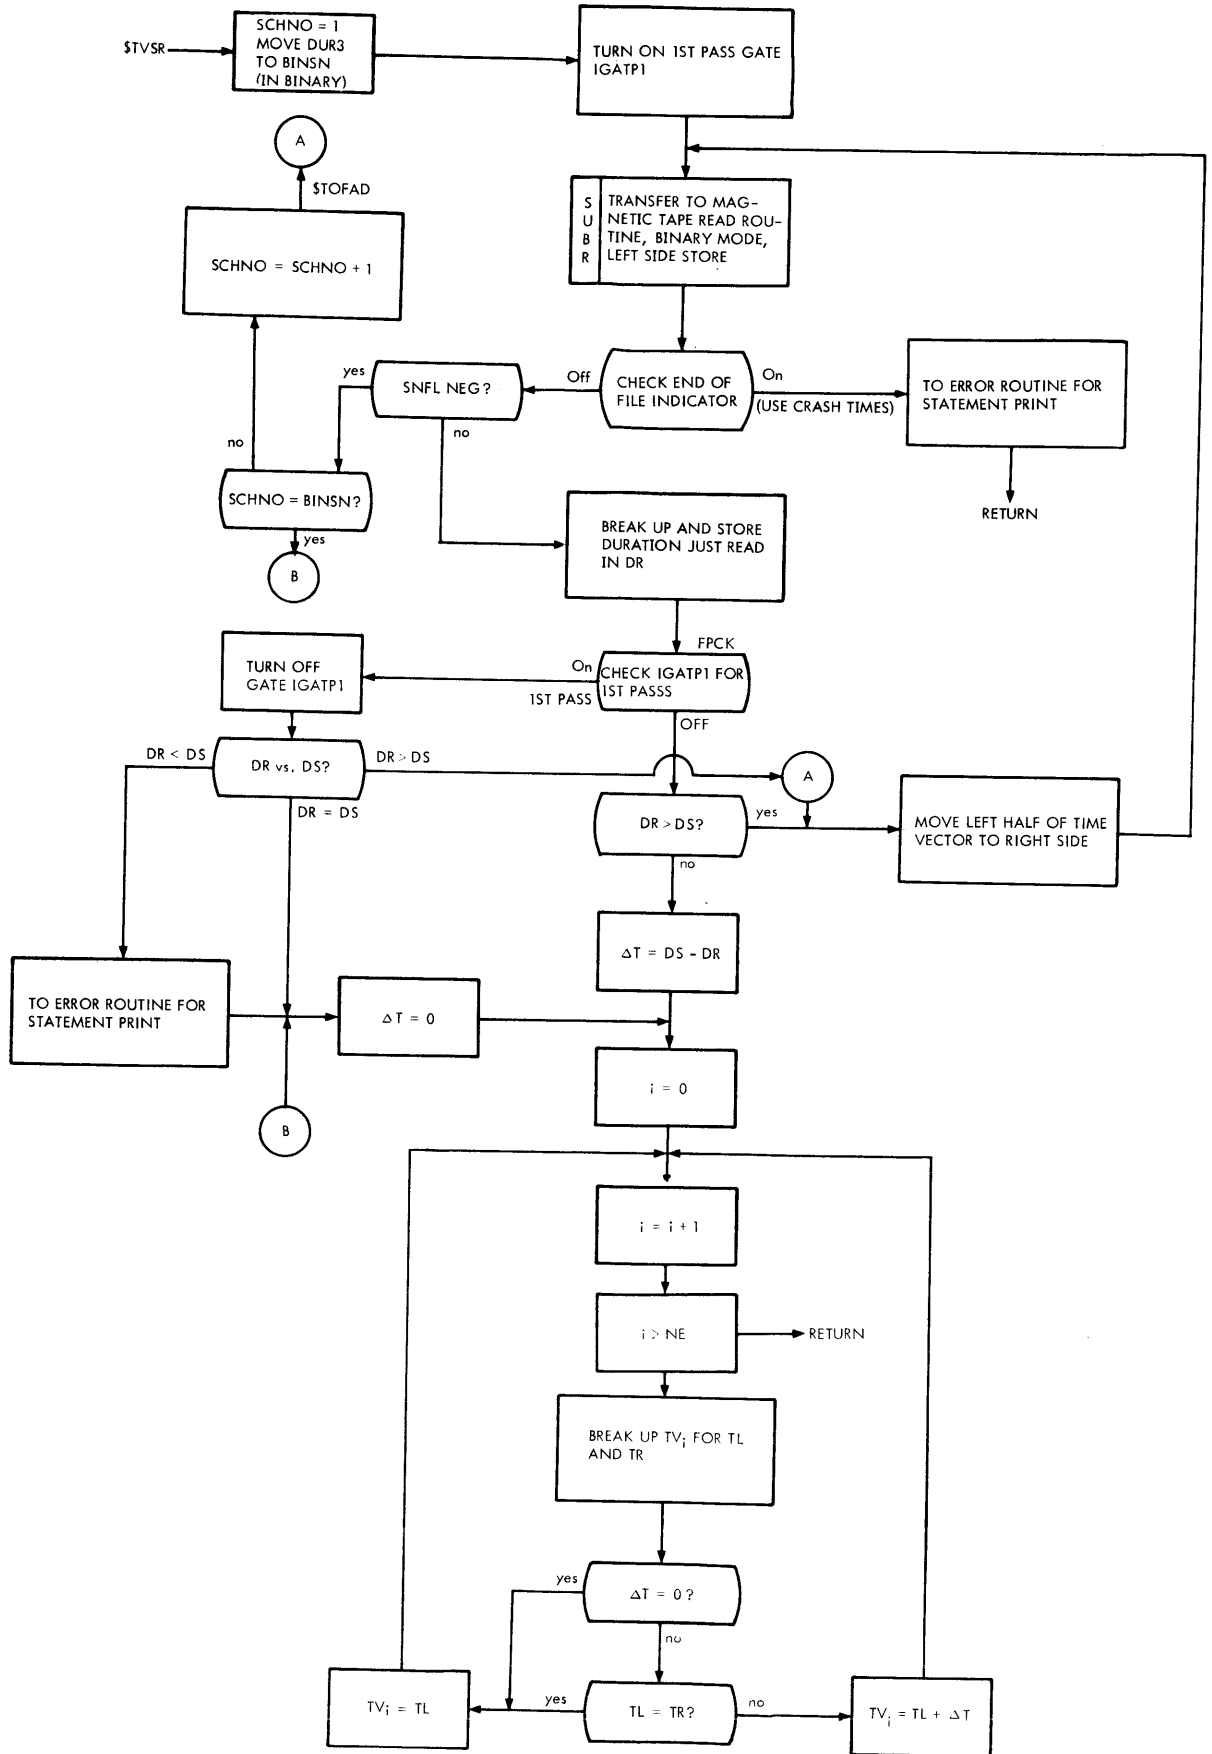 $TVSR
SCHNO = 1
MOVE DUR3
TO BINSN
(IN BINARY)
TURN ON 1ST PASS GATE
IGATP1
A
$TOFAD
SCHNO = SCHNO + 1
SUBR
TRANSFER TO MAG-
NETIC TAPE READ ROU-
TINE, BINARY MODE,
LEFT SIDE STORE
yes
SNFL NEG?
Off
CHECK END OF
FILE INDICATOR
On
(USE CRASH TIMES)
TO ERROR ROUTINE FOR
STATEMENT PRINT
no
no
RETURN
SCHNO = BINSN?
yes
B
BREAK UP AND STORE
DURATION JUST READ
IN DR
FPCK
TURN OFF
GATE IGATP1
On
1ST PASS
CHECK IGATP1 FOR
1ST PASSS
OFF
DR < DS
DR vs. DS?
DR > DS
A
DR = DS
DR > DS?
yes
MOVE LEFT HALF OF TIME
VECTOR TO RIGHT SIDE
no
ΔT = DS - DR
TO ERROR ROUTINE FOR
STATEMENT PRINT
ΔT = 0
i = 0
B
i = i + 1
i > NE
RETURN
BREAK UP TVi FOR TL
AND TR
yes
ΔT = 0?
no
TVi = TL
yes
TL = TR?
no
TVi = TL + ΔT